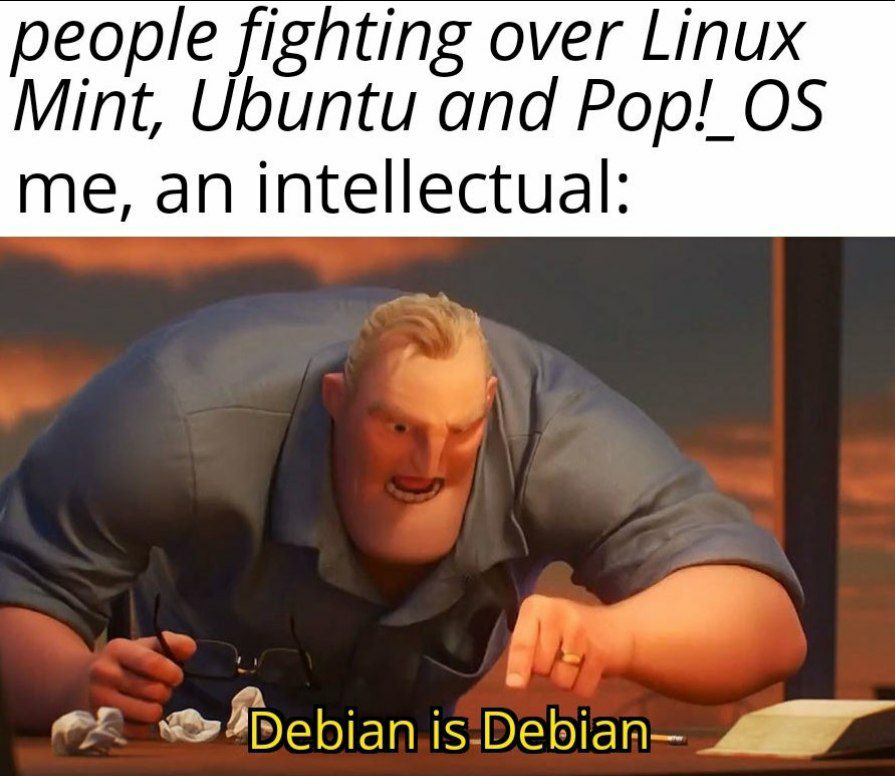 people fighting over Linux
Mint, Ubuntu and Pop!_OS
me, an intellectual:
Debian is Debian